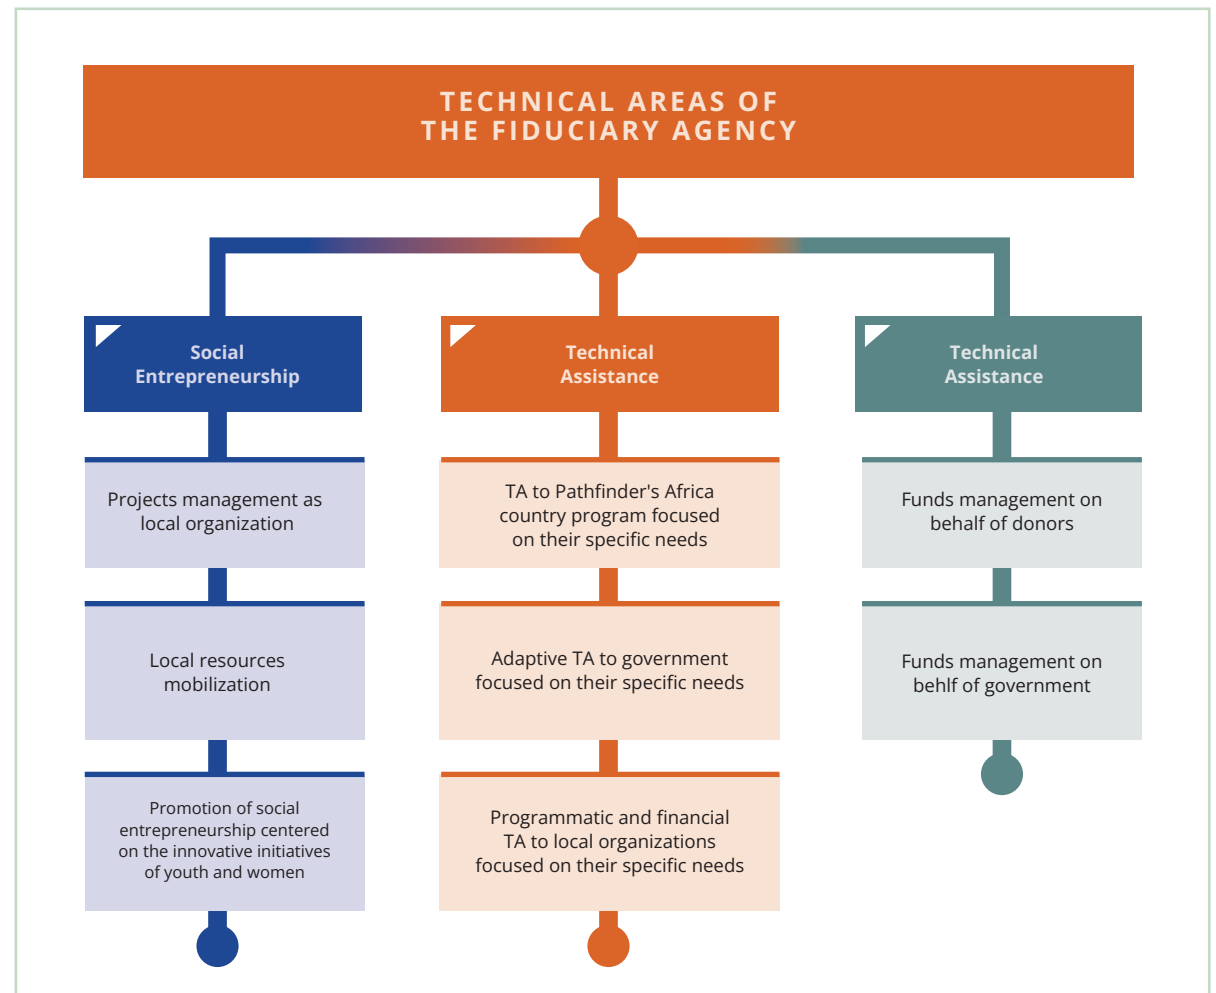 TECHNICAL AREAS OF
THE FIDUCIARY AGENCY
Social
Entrepreneurship
Projects management as
local organization
Local resources
mobilization
Promotion of social
entrepreneurship centered
on the innovative initiatives
of youth and women
Technical
Assistance
TA to Pathfinder's Africa
country program focused
on their specific needs
Adaptive TA to government
focused on their specific needs
Programmatic and financial
TA to local organizations
focused on their specific needs
Technical
Assistance
Funds management on
behalf of donors
Funds management on
behlf of government